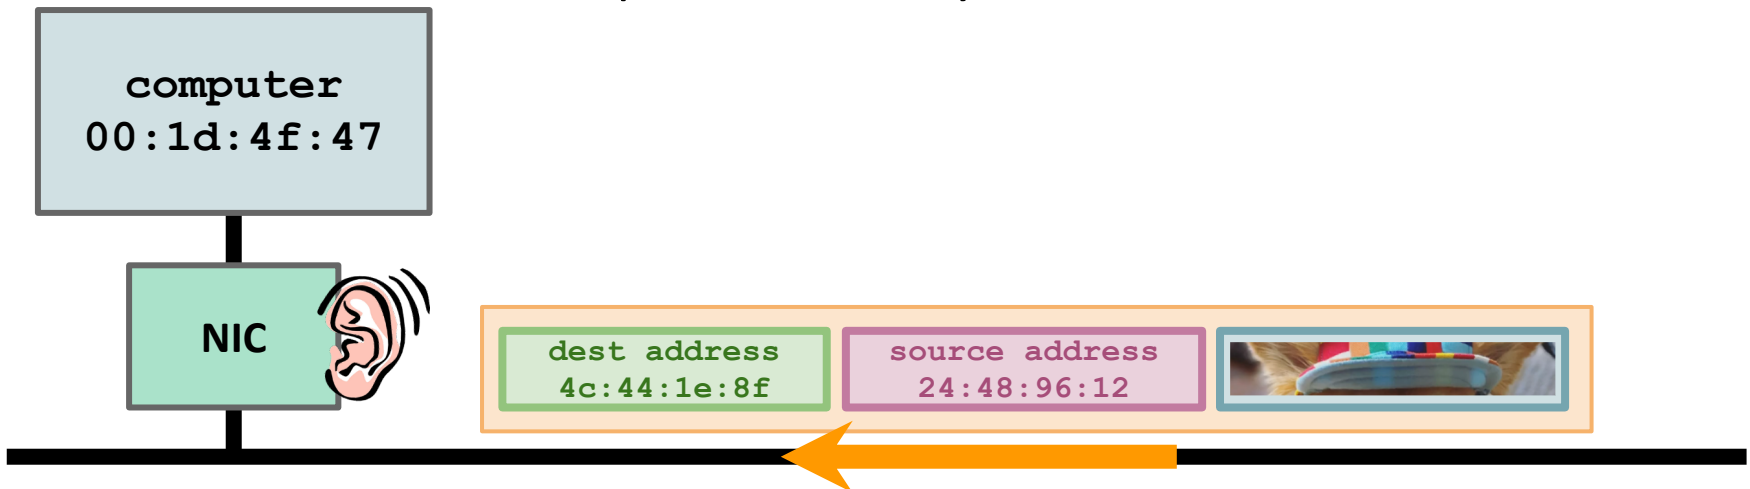 computer
00:1d:4f:47
NIC
dest address
4c:44:1e:8f
source address
24:48:96:12